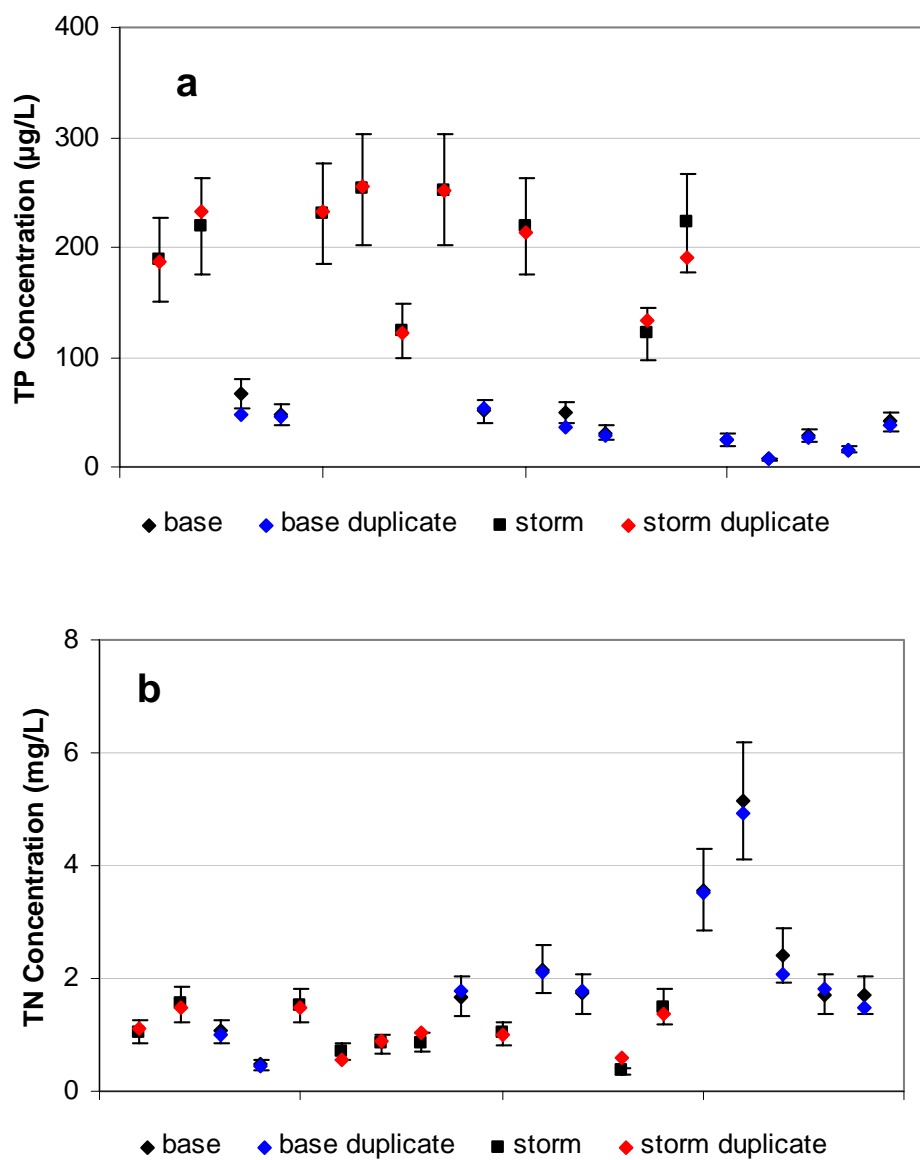 400
a
300
200
100
0
TP Concentration (µg/L)
base base duplicate storm storm duplicate
8
b
6
4
2
0
TN Concentration (mg/L)
base base duplicate storm storm duplicate